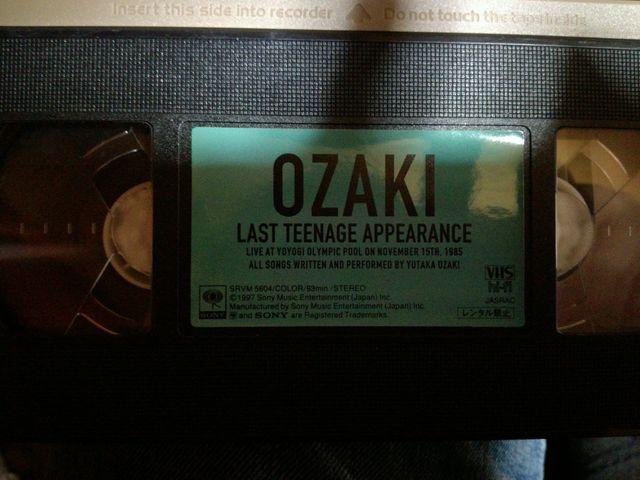 Insert this side into recorder Do not touch the tape inside
OZAKI
LAST TEENAGE APPEARANCE
LIVE AT YOYOGI OLYMPIC POOL ON NOVEMBER 15TH, 1985
ALL SONGS WRITTEN AND PERFORMED BY YUTAKA OZAKI
SRVM 5604/COLOR/93min/STEREO
©1997 Sony Music Entertainment (Japan) Inc.
Manufactured by Sony Music Entertainment (Japan) Inc.
and SONY are Registered Trademarks.
SONY
VHS
hi-fi
JASRAC
レンタル禁止